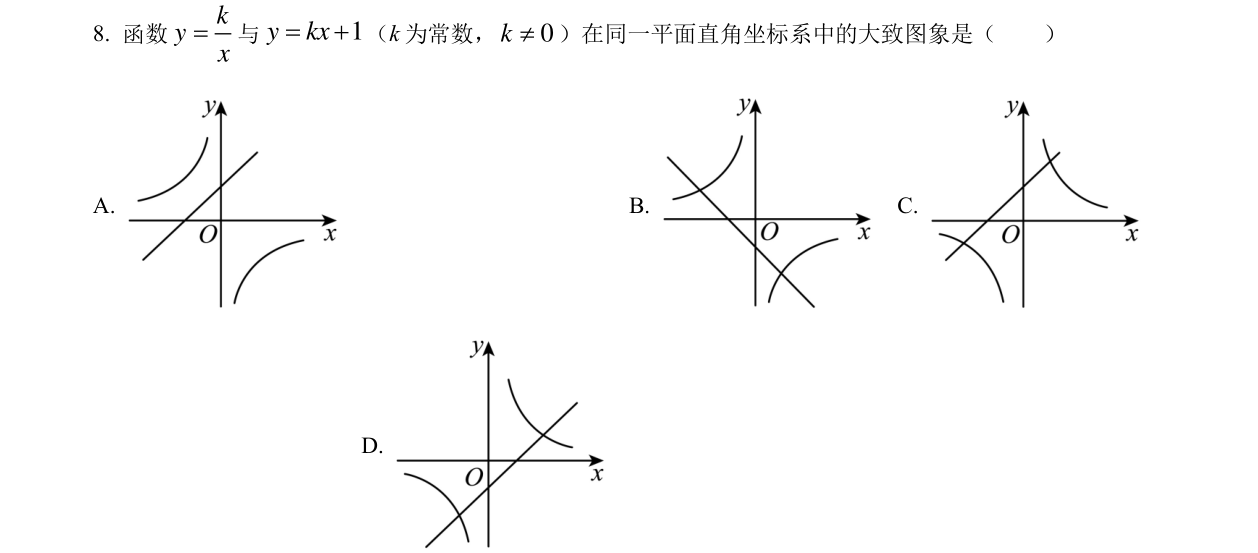 8. 函数 y = k/x 与 y = kx+1（k 为常数，k ≠ 0）在同一平面直角坐标系中的大致图象是（　　）
y y y
A. B. C.
O x O x O x
y
D.
O x